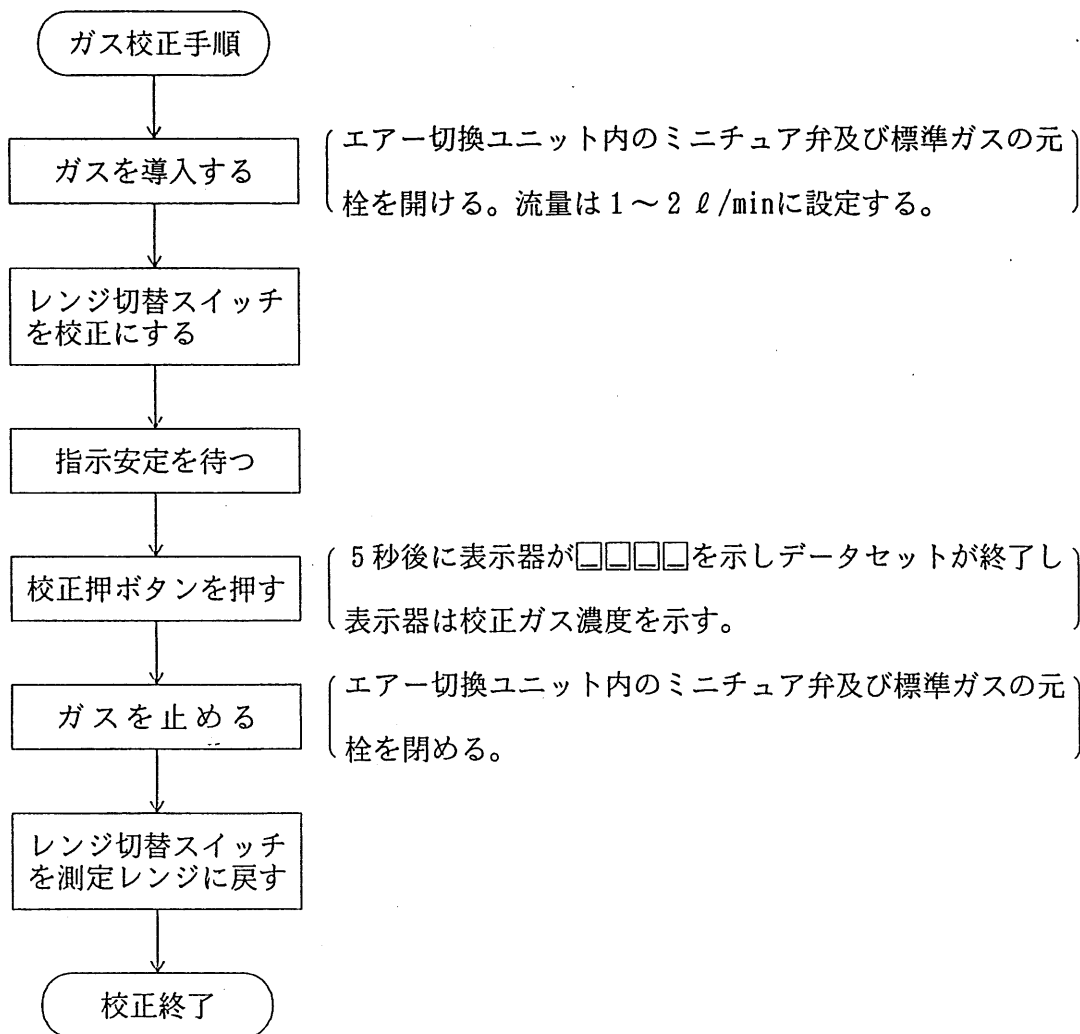 ガス校正手順
ガスを導入する
エアー切換ユニット内のミニチュア弁及び標準ガスの元
栓を開ける。流量は1～2 ℓ/minに設定する。
レンジ切替スイッチ
を校正にする
指示安定を待つ
校正押ボタンを押す
5秒後に表示器が□□□□を示しデータセットが終了し
表示器は校正ガス濃度を示す。
ガスを止める
エアー切換ユニット内のミニチュア弁及び標準ガスの元
栓を閉める。
レンジ切替スイッチ
を測定レンジに戻す
校正終了